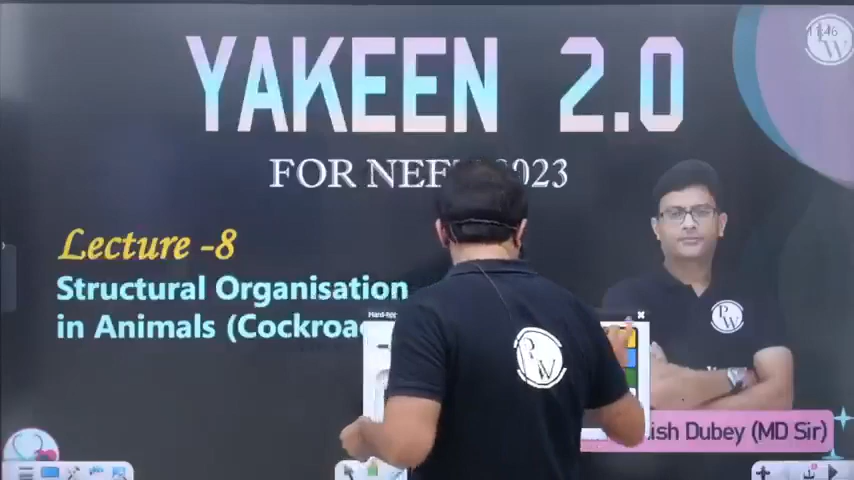 YAKEEN 2.0
FOR NEET 2023
Lecture -8
Structural Organisation
in Animals (Cockroa
ish Dubey (MD Sir)
PW
PW
PW